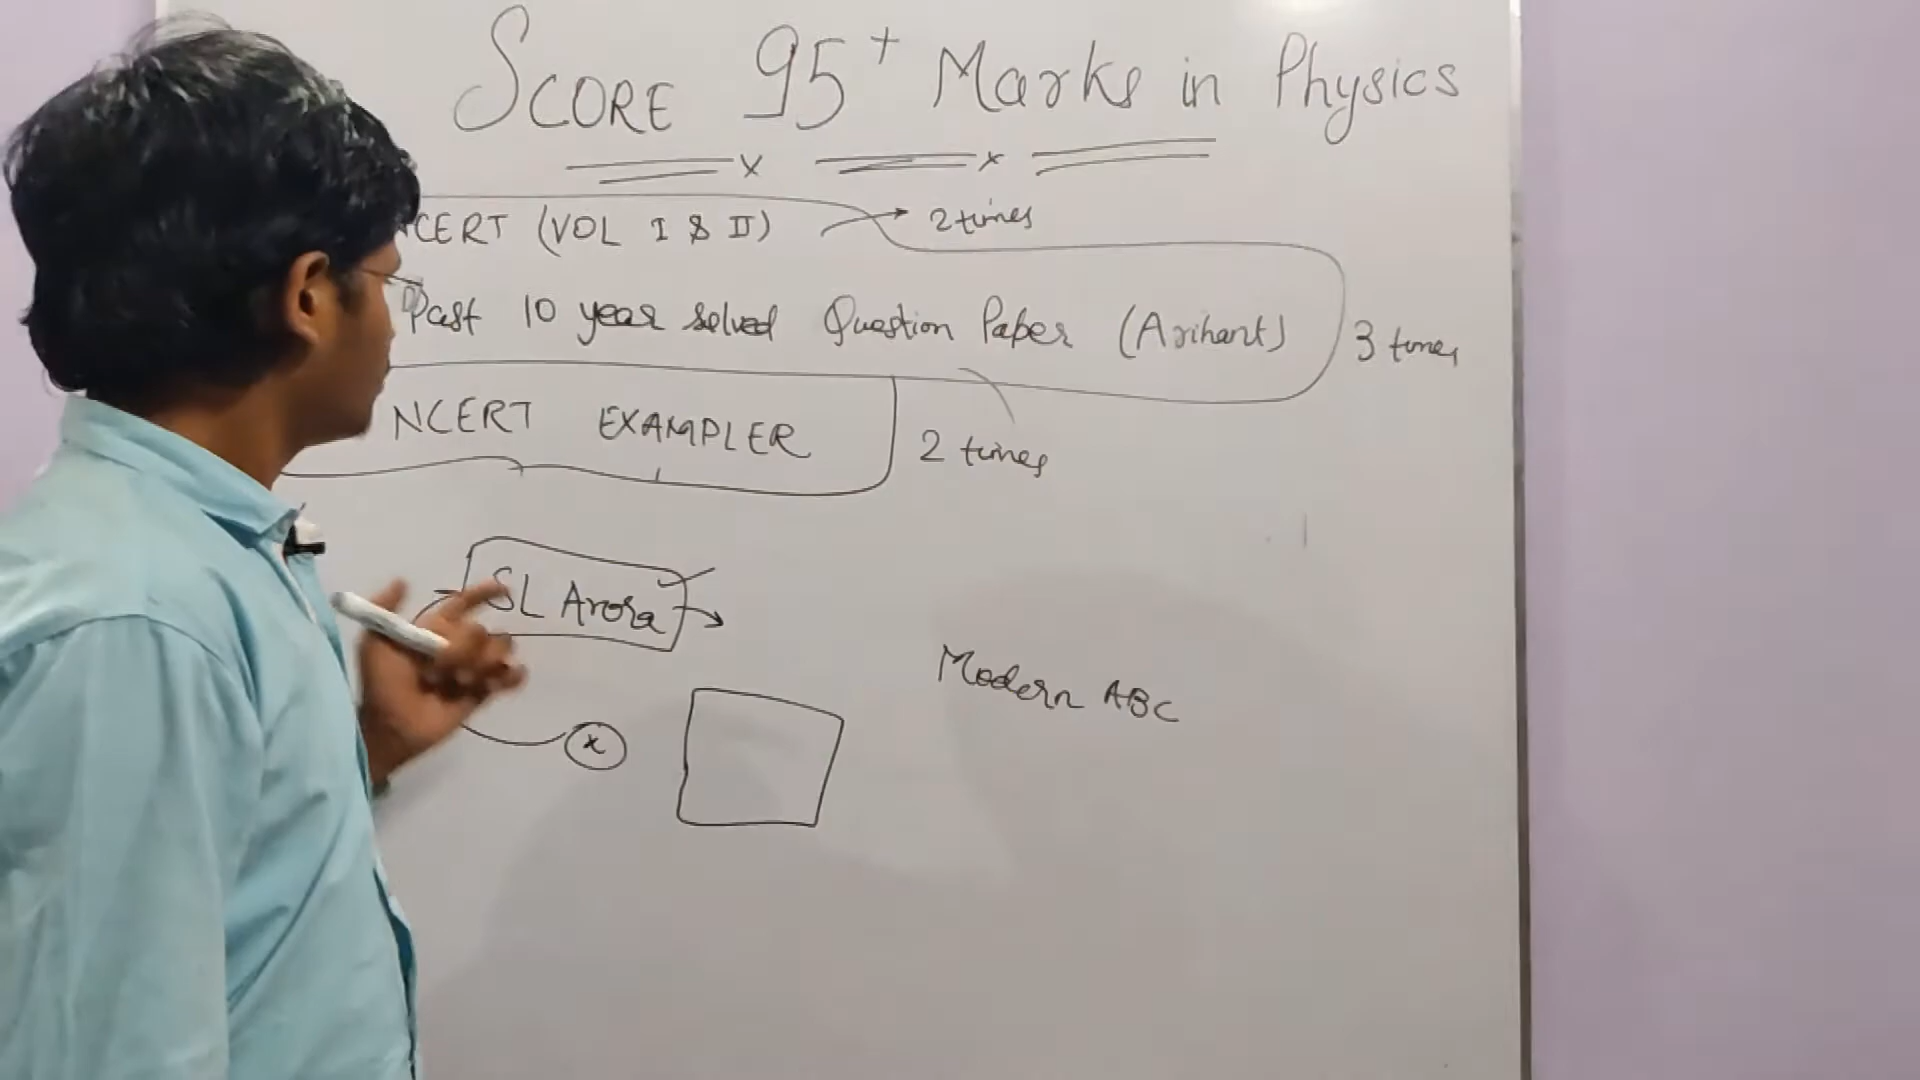 SCORE 95+ Marks in Physics
NCERT (VOL I & II) → 2 times
Past 10 year solved Question Paper (Arihant) 3 times
NCERT EXAMPLER 2 times
SL Arora
Modern ABC
x